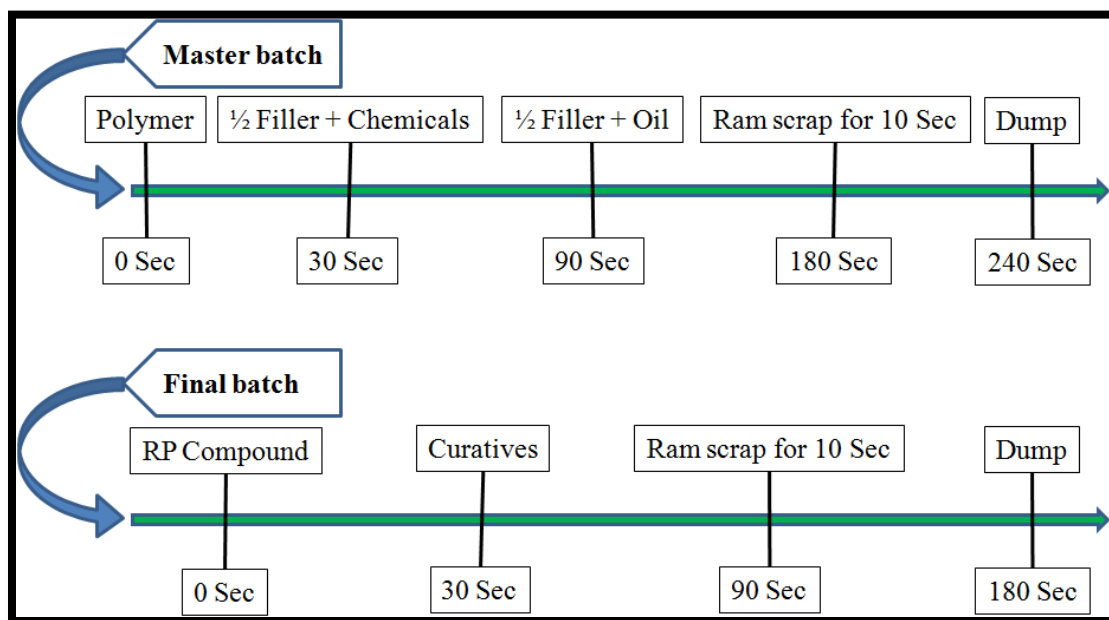 Master batch
Polymer ½ Filler + Chemicals ½ Filler + Oil Ram scrap for 10 Sec Dump
0 Sec 30 Sec 90 Sec 180 Sec 240 Sec
Final batch
RP Compound Curatives Ram scrap for 10 Sec Dump
0 Sec 30 Sec 90 Sec 180 Sec